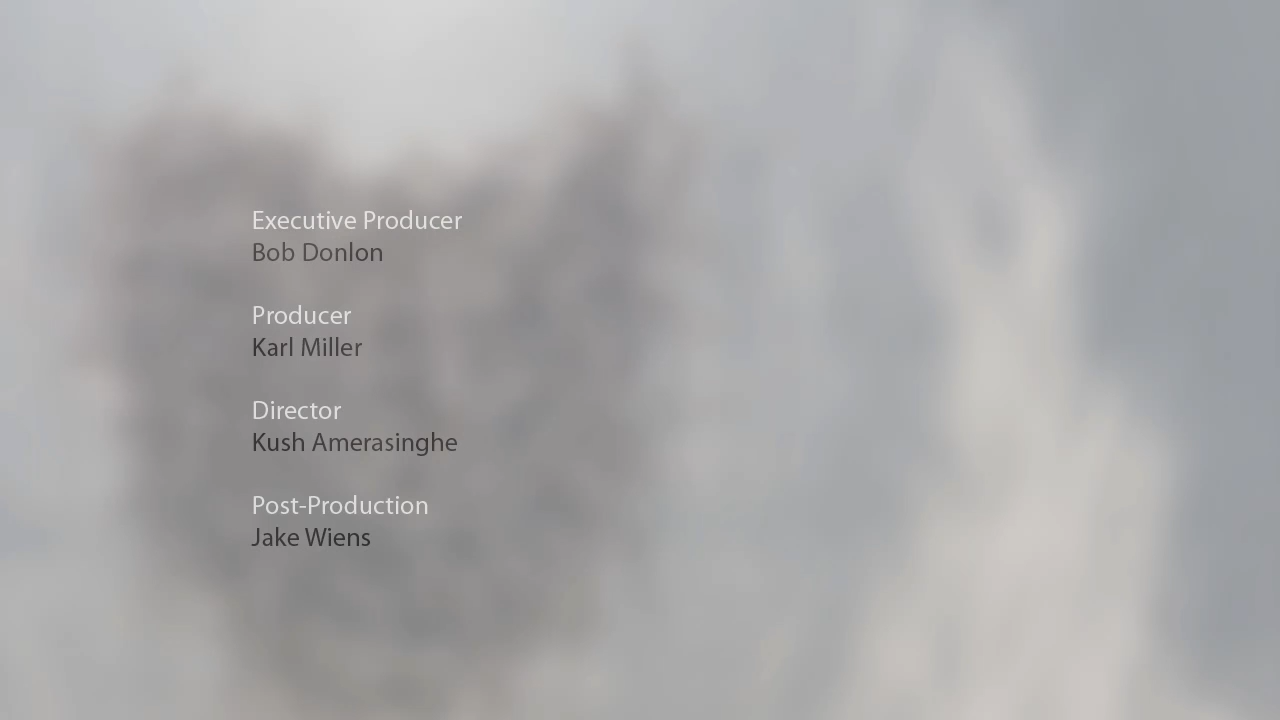 Executive Producer
Bob Donlon
Producer
Karl Miller
Director
Kush Amerasinghe
Post-Production
Jake Wiens